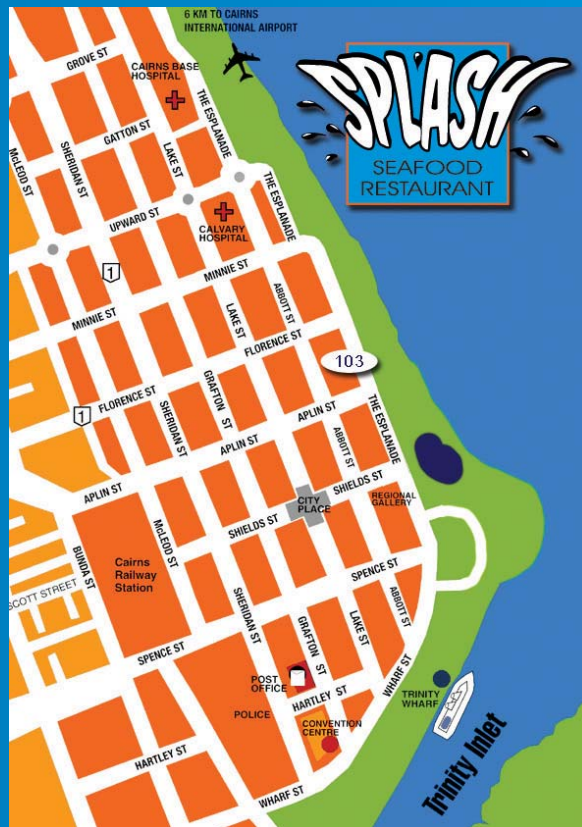 6 KM TO CAIRNS
INTERNATIONAL AIRPORT
SPLASH
SEAFOOD
RESTAURANT
GROVE ST
CAIRNS BASE
HOSPITAL
THE ESPLANADE
GATTON ST
McLEOD ST
SHERIDAN ST
LAKE ST
UPWARD ST
CALVARY
HOSPITAL
THE ESPLANADE
1
MINNIE ST
MINNIE ST
LAKE ST
ABBOTT ST
FLORENCE ST
103
FLORENCE ST
1
SHERIDAN ST
GRAFTON ST
APLIN ST
THE ESPLANADE
APLIN ST
ABBOTT ST
SHIELDS ST
APLIN ST
CITY
PLACE
REGIONAL
GALLERY
McLEOD ST
SHIELDS ST
BUNDA ST
Cairns
Railway
Station
SCOTT STREET
SPENCE ST
SHERIDAN ST
ABBOTT ST
GRAFTON ST
LAKE ST
SPENCE ST
POST
OFFICE
WHARF ST
HARTLEY ST
TRINITY
WHARF
POLICE
CONVENTION
CENTRE
HARTLEY ST
WHARF ST
Trinity Inlet